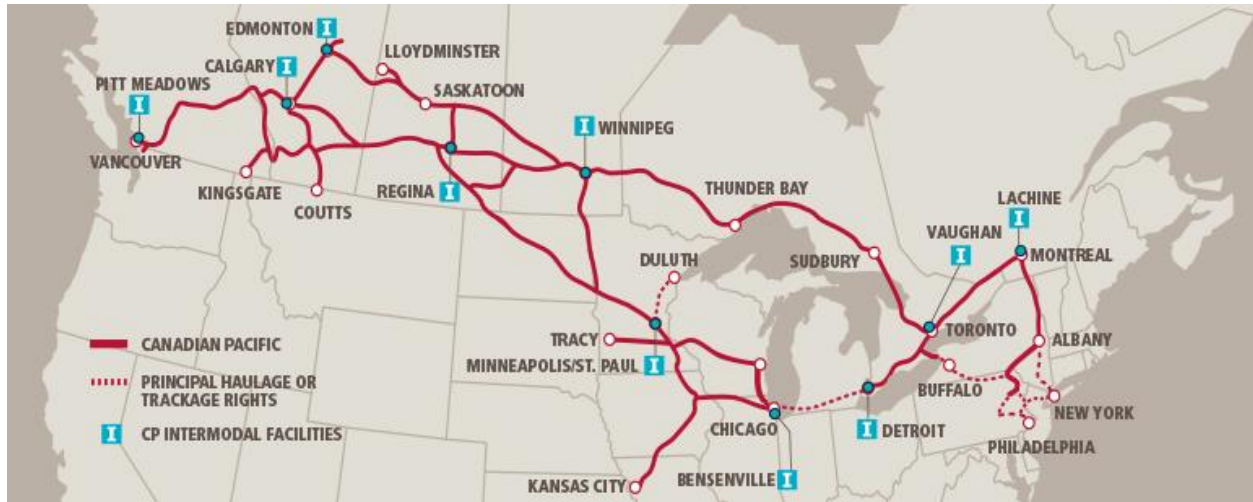 EDMONTON I
LLOYDMINSTER
CALGARY I
PITT MEADOWS
I
SASKATOON
I WINNIPEG
VANCOUVER
KINGSGATE
COUTTS
REGINA I
THUNDER BAY
LACHINE
I
VAUGHAN
I
MONTREAL
SUDBURY
DULUTH
TORONTO
ALBANY
TRACY
MINNEAPOLIS/ST. PAUL I
BUFFALO
NEW YORK
CHICAGO
I DETROIT
PHILADELPHIA
BENSENVILLE I
KANSAS CITY
CANADIAN PACIFIC
PRINCIPAL HAULAGE OR
TRACKAGE RIGHTS
I CP INTERMODAL FACILITIES